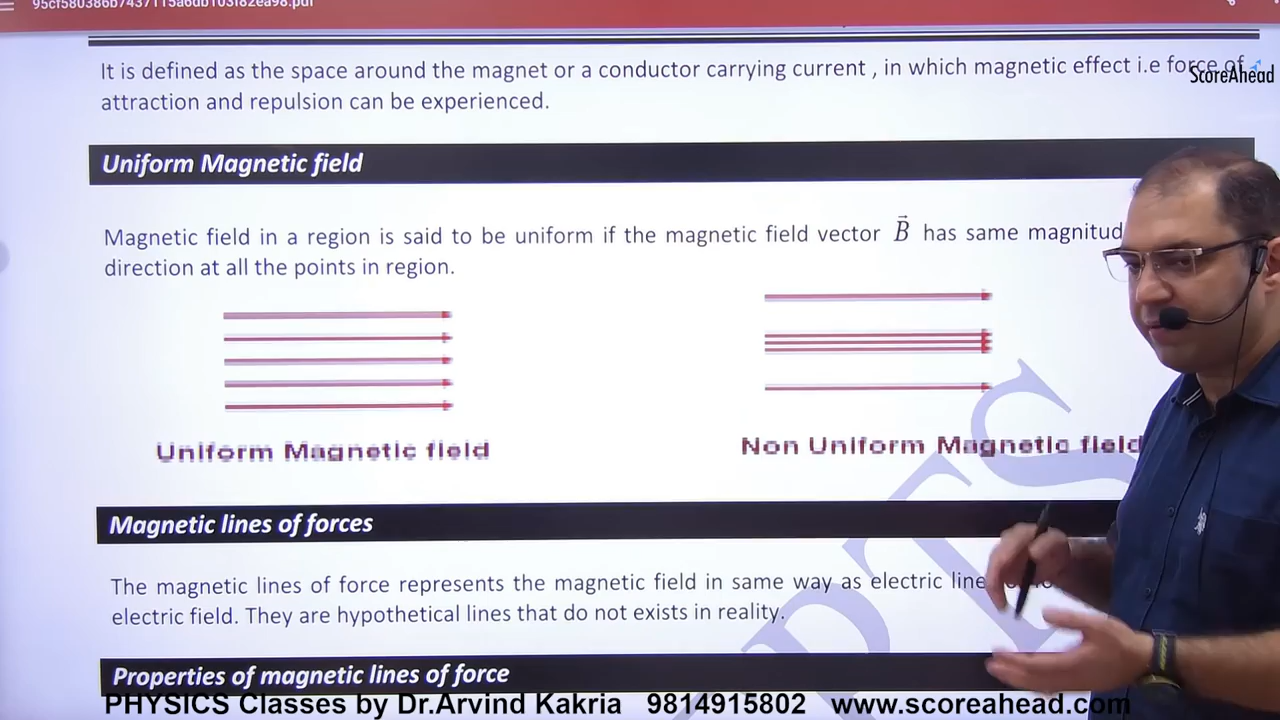 95cf580386b7437115a6db103f82ea98.pdf
It is defined as the space around the magnet or a conductor carrying current , in which magnetic effect i.e force of
ScoreAhead
attraction and repulsion can be experienced.
Uniform Magnetic field
Magnetic field in a region is said to be uniform if the magnetic field vector B⃗ has same magnitud
direction at all the points in region.
Uniform Magnetic field
Non Uniform Magnetic field
Magnetic lines of forces
The magnetic lines of force represents the magnetic field in same way as electric line
electric field. They are hypothetical lines that do not exists in reality.
PTS
Properties of magnetic lines of force
PHYSICS Classes by Dr.Arvind Kakria 9814915802 www.scoreahead.com